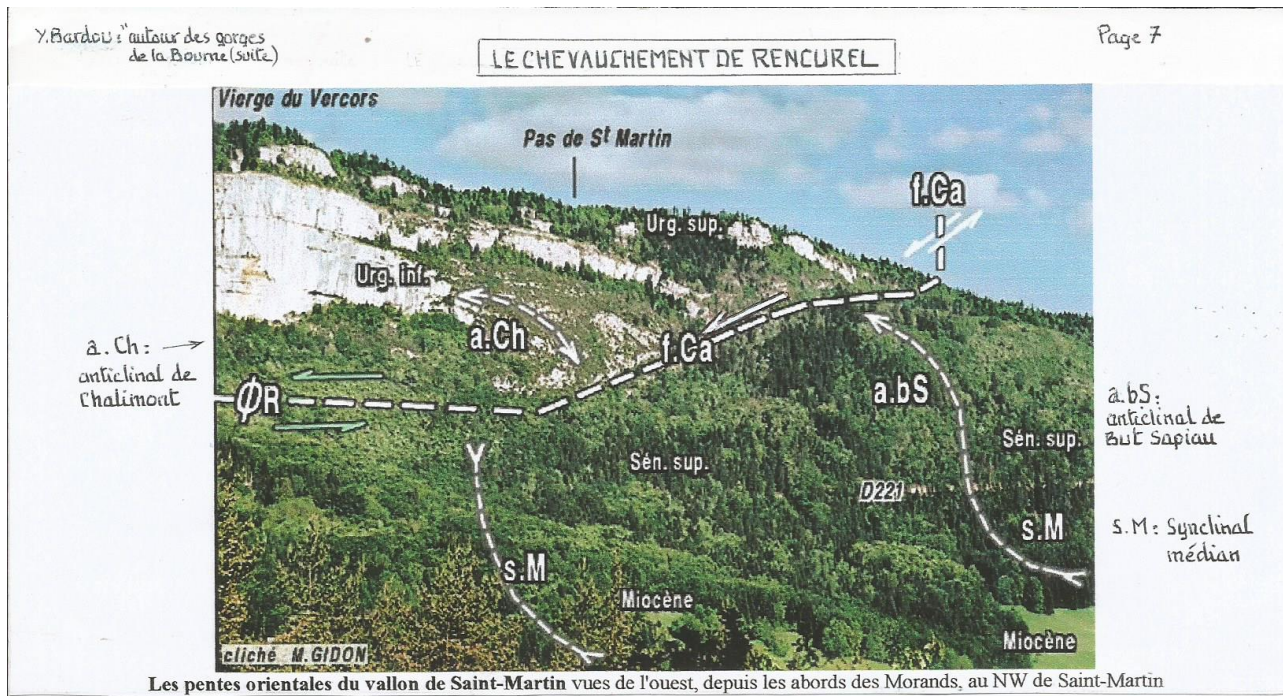 Y.Bardou: "autour des gorges
de la Bourne (suite)
LE CHEVAUCHEMENT DE RENCUREL
Page 7
Vierge du Vercors
Pas de St Martin
f.Ca
Urg. sup.
Urg. inf.
a.Ch
f.Ca
a.Ch:
anticlinal de
Chalimont
ΦR
a.bS
a.bS:
anticlinal de
But Sapiau
Sén. sup.
Sén. sup.
D221
s.M
s.M: Synclinal
médian
s.M
Miocène
Miocène
cliché M.GIDON
Les pentes orientales du vallon de Saint-Martin vues de l'ouest, depuis les abords des Morands, au NW de Saint-Martin